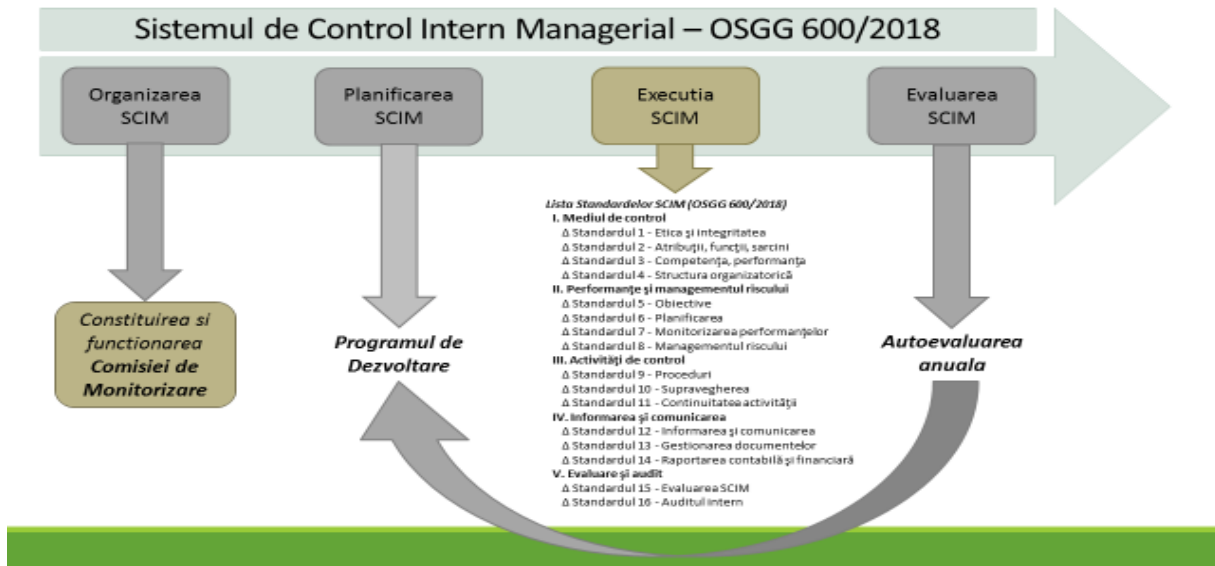 Sistemul de Control Intern Managerial – OSGG 600/2018
Organizarea
SCIM
Planificarea
SCIM
Executia
SCIM
Evaluarea
SCIM
Constituirea si
functionarea
Comisiei de
Monitorizare
Programul de
Dezvoltare
Lista Standardelor SCIM (OSGG 600/2018)
I. Mediul de control
Δ Standardul 1 - Etica şi integritatea
Δ Standardul 2 - Atribuţii, funcţii, sarcini
Δ Standardul 3 - Competenţa, performanţa
Δ Standardul 4 - Structura organizatorică
II. Performanţe şi managementul riscului
Δ Standardul 5 - Obiective
Δ Standardul 6 - Planificarea
Δ Standardul 7 - Monitorizarea performanţelor
Δ Standardul 8 - Managementul riscului
III. Activităţi de control
Δ Standardul 9 - Proceduri
Δ Standardul 10 - Supravegherea
Δ Standardul 11 - Continuitatea activităţii
IV. Informarea şi comunicarea
Δ Standardul 12 - Informarea şi comunicarea
Δ Standardul 13 - Gestionarea documentelor
Δ Standardul 14 - Raportarea contabilă şi financiară
V. Evaluare şi audit
Δ Standardul 15 - Evaluarea SCIM
Δ Standardul 16 - Auditul intern
Autoevaluarea
anuala